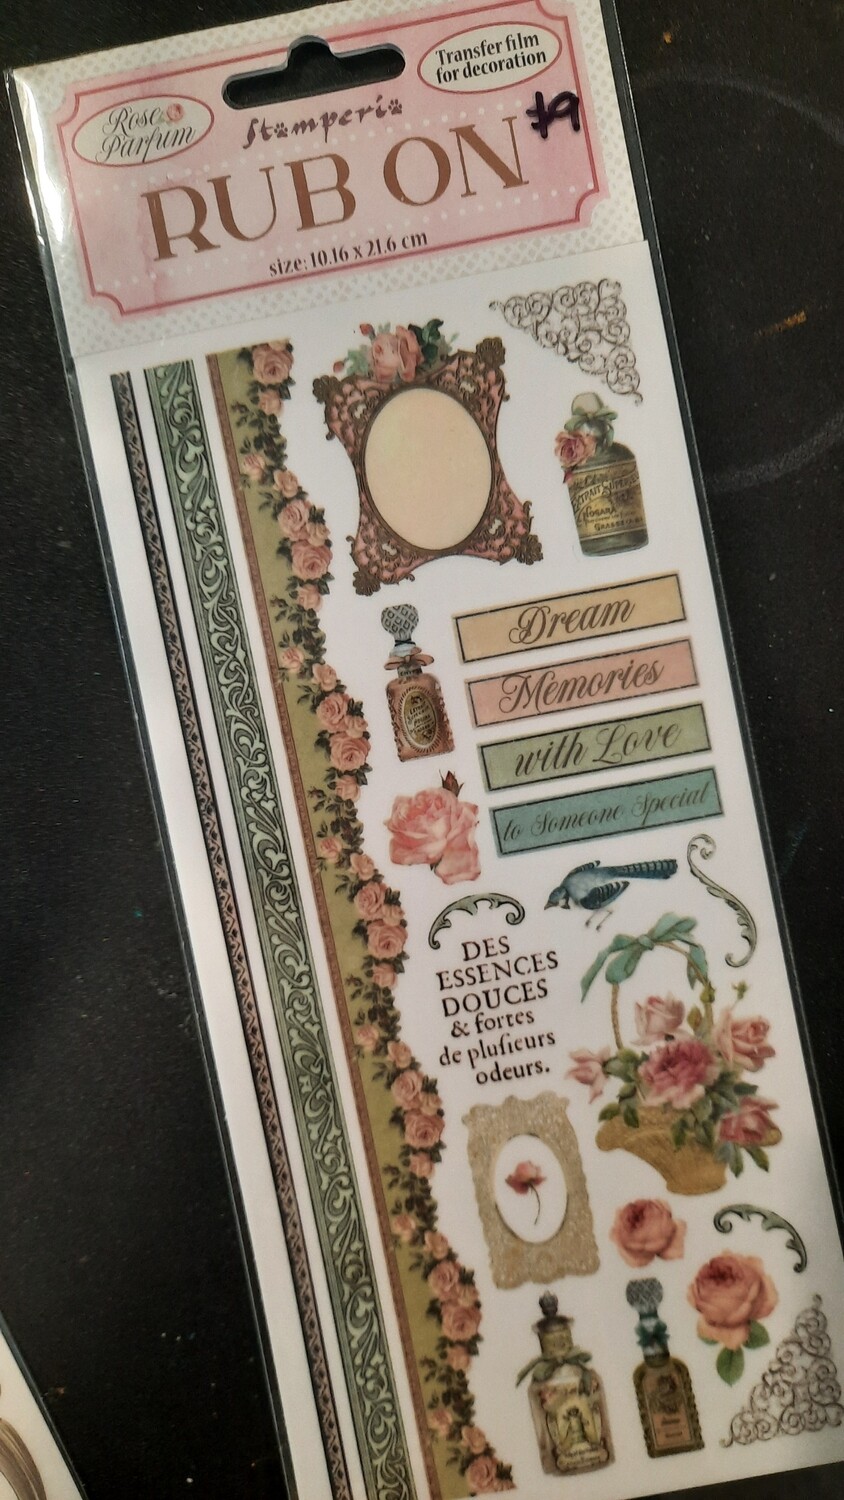 Rose
Parfum
Stamperia
Transfer film
for decoration
$9
RUB ON
size: 10.16 x 21.6 cm
Dream
Memories
with Love
to Someone Special
DES
ESSENCES
DOUCES
& fortes
de plusieurs
odeurs.